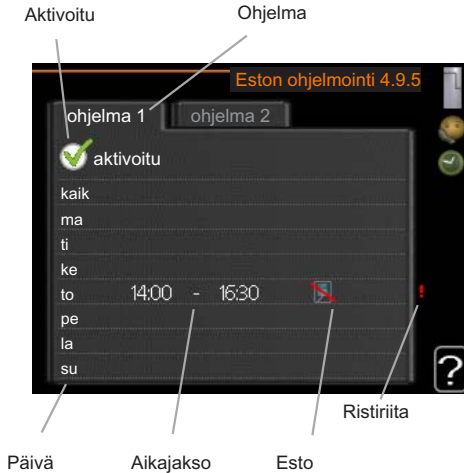 Aktivoitu
Ohjelma
Eston ohjelmointi 4.9.5
ohjelma 1
ohjelma 2
aktivoitu
kaik
ma
ti
ke
to 14:00 - 16:30
!
pe
la
su
?
Ristiriita
Päivä
Aikajakso
Esto